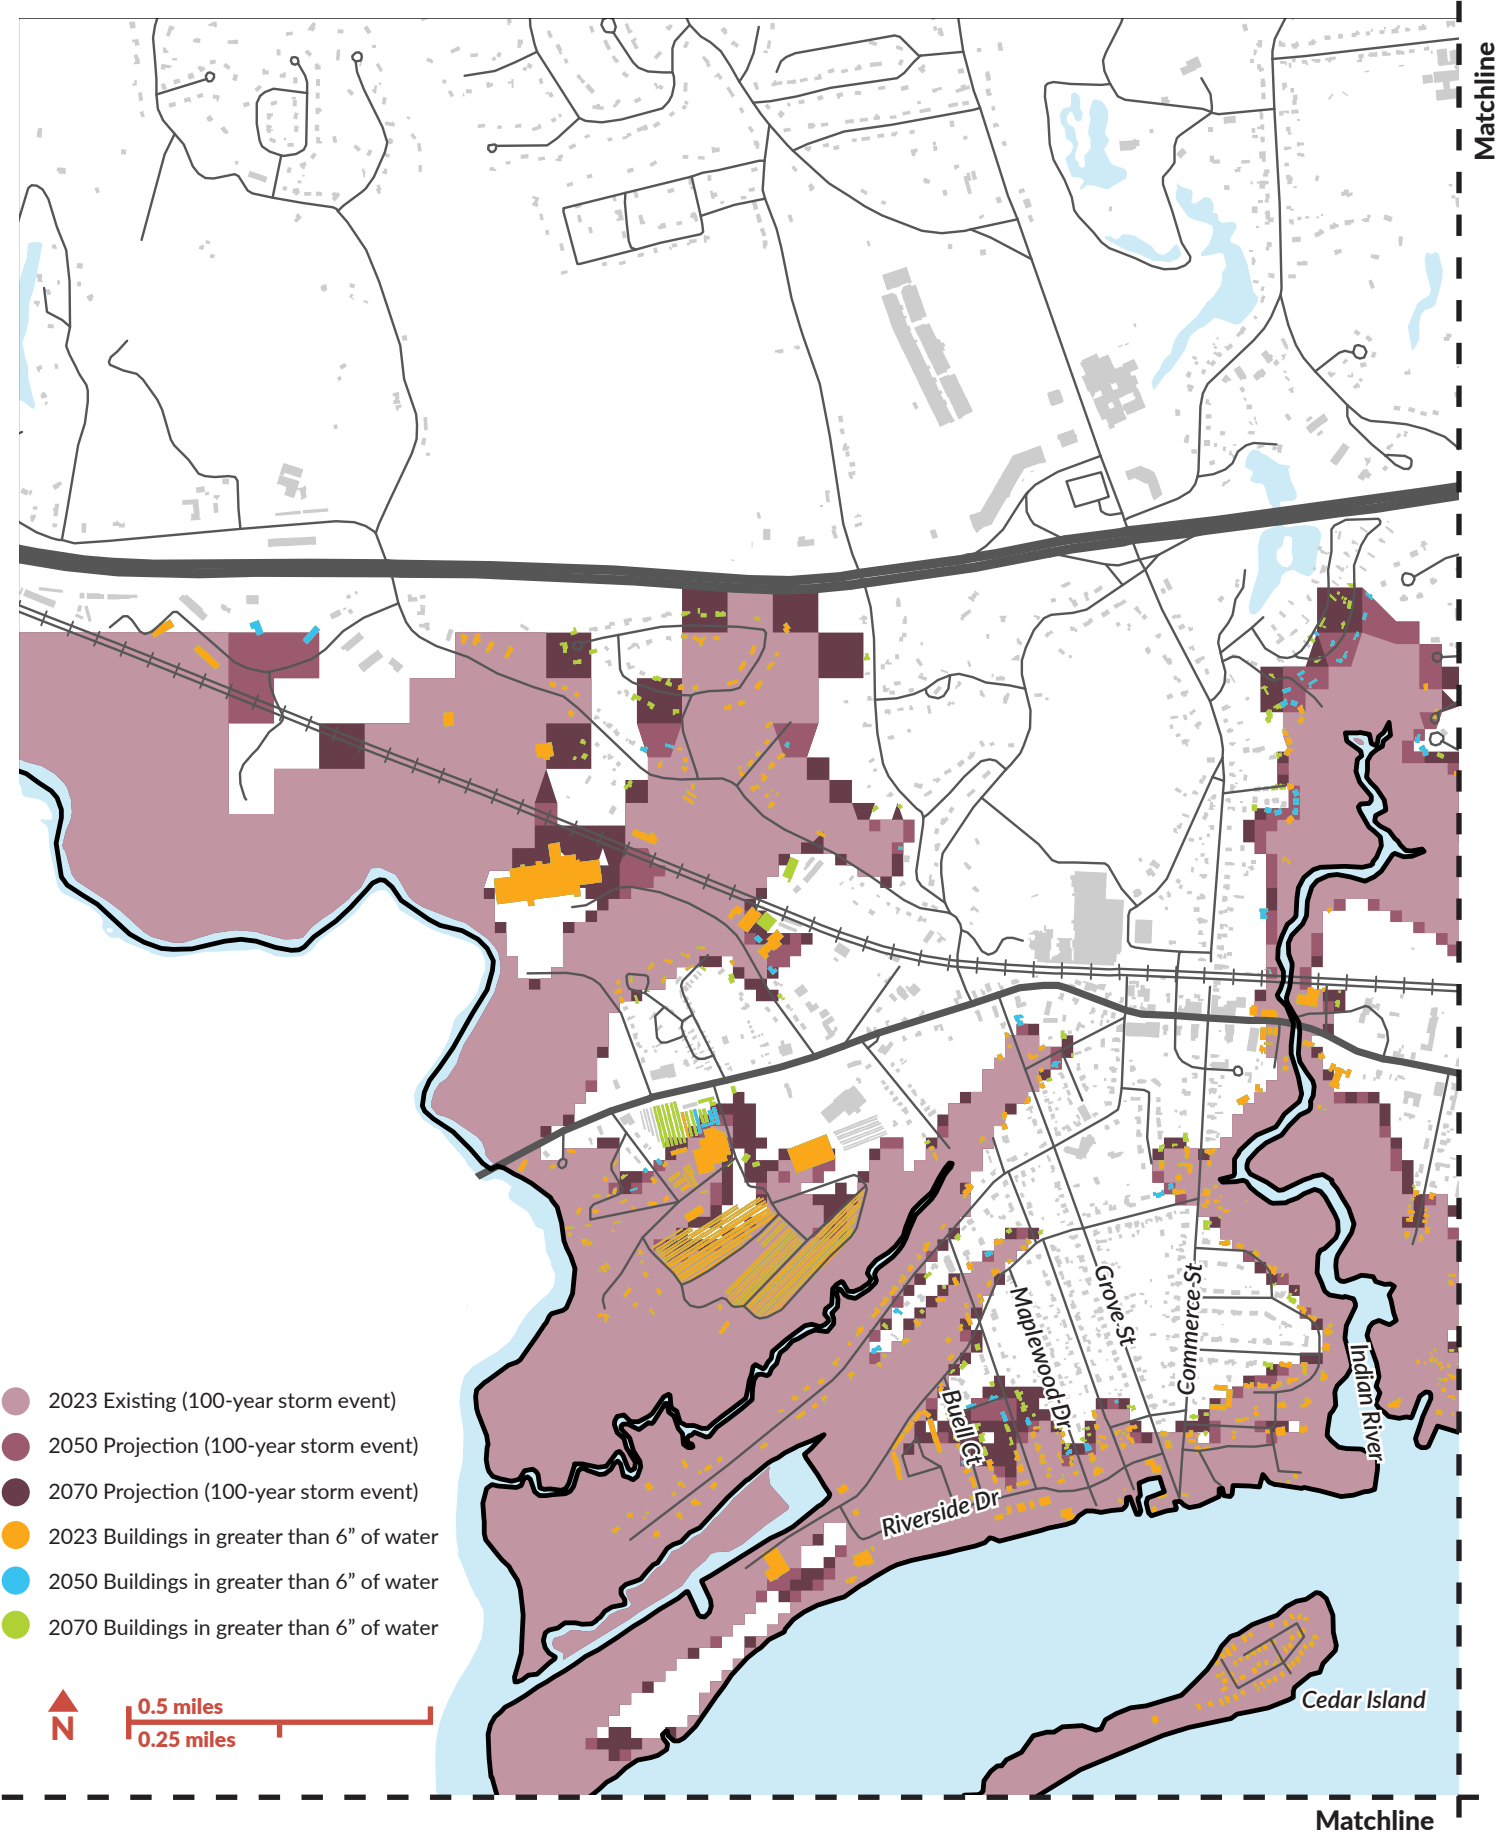 Matchline
Grove St
Commerce St
Maplewood Dr
Indian River
Buell Ct
Riverside Dr
2023 Existing (100-year storm event)
2050 Projection (100-year storm event)
2070 Projection (100-year storm event)
2023 Buildings in greater than 6” of water
2050 Buildings in greater than 6” of water
2070 Buildings in greater than 6” of water
N
0.5 miles
0.25 miles
Cedar Island
Matchline